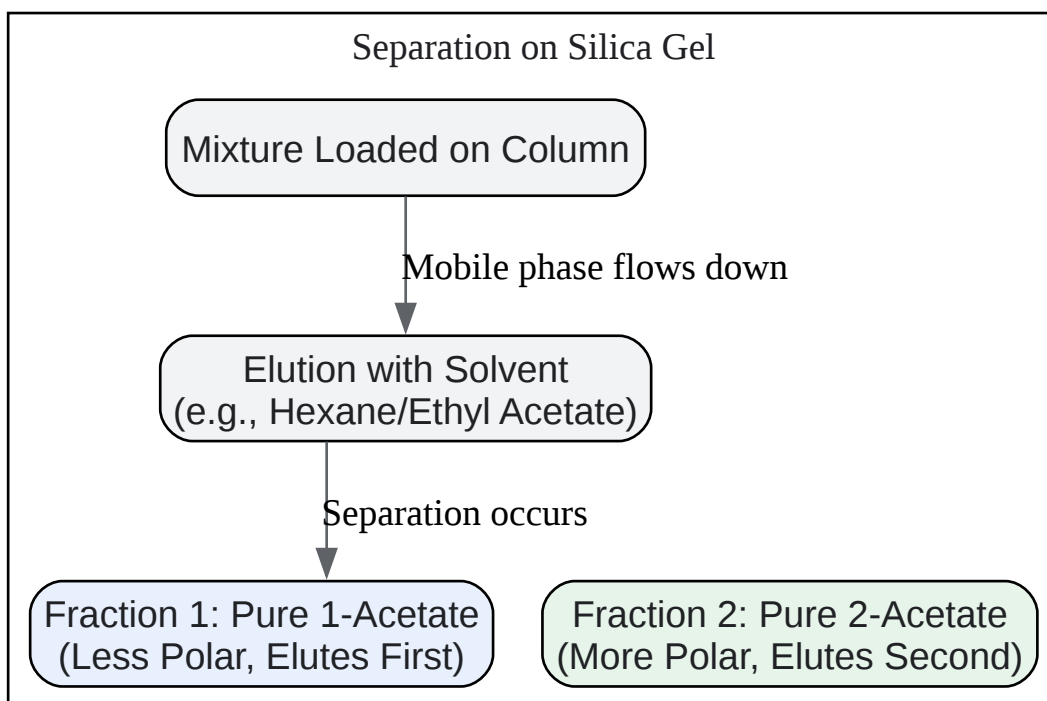 Separation on Silica Gel
Mixture Loaded on Column
Mobile phase flows down
Elution with Solvent
(e.g., Hexane/Ethyl Acetate)
Separation occurs
Fraction 1: Pure 1-Acetate
(Less Polar, Elutes First)
Fraction 2: Pure 2-Acetate
(More Polar, Elutes Second)